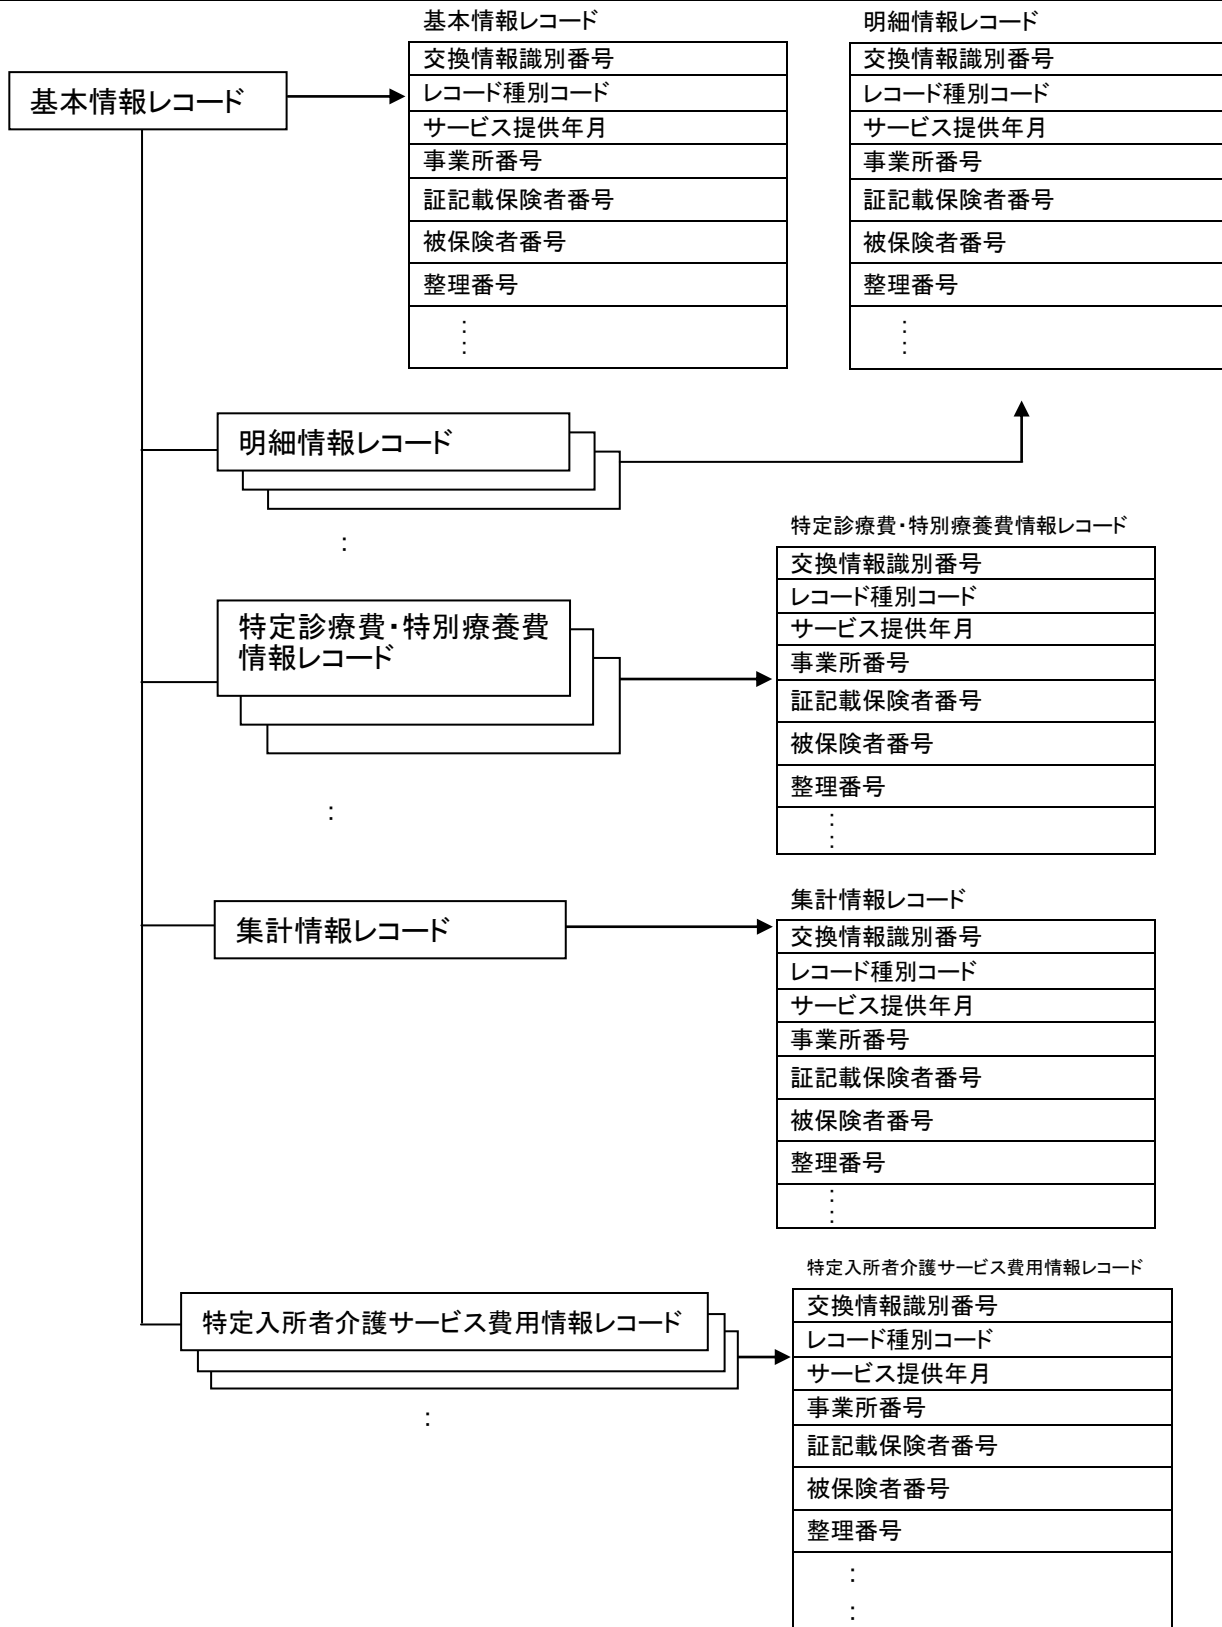 基本情報レコード
基本情報レコード
交換情報識別番号
レコード種別コード
サービス提供年月
事業所番号
証記載保険者番号
被保険者番号
整理番号
:
:
明細情報レコード
交換情報識別番号
レコード種別コード
サービス提供年月
事業所番号
証記載保険者番号
被保険者番号
整理番号
:
:
明細情報レコード
:
特定診療費・特別療養費
情報レコード
:
特定診療費・特別療養費情報レコード
交換情報識別番号
レコード種別コード
サービス提供年月
事業所番号
証記載保険者番号
被保険者番号
整理番号
:
:
集計情報レコード
集計情報レコード
交換情報識別番号
レコード種別コード
サービス提供年月
事業所番号
証記載保険者番号
被保険者番号
整理番号
:
:
特定入所者介護サービス費用情報レコード
:
特定入所者介護サービス費用情報レコード
交換情報識別番号
レコード種別コード
サービス提供年月
事業所番号
証記載保険者番号
被保険者番号
整理番号
:
: